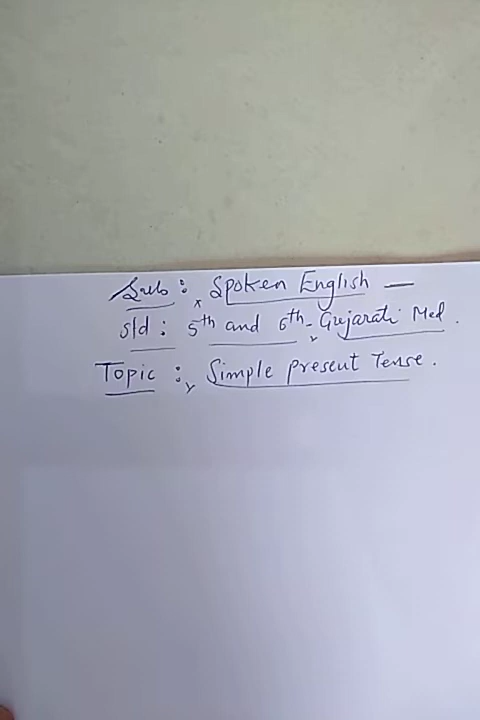 Sub : Spoken English —
Std : 5th and 6th - Gujarati Med.
Topic : Simple present Tense.